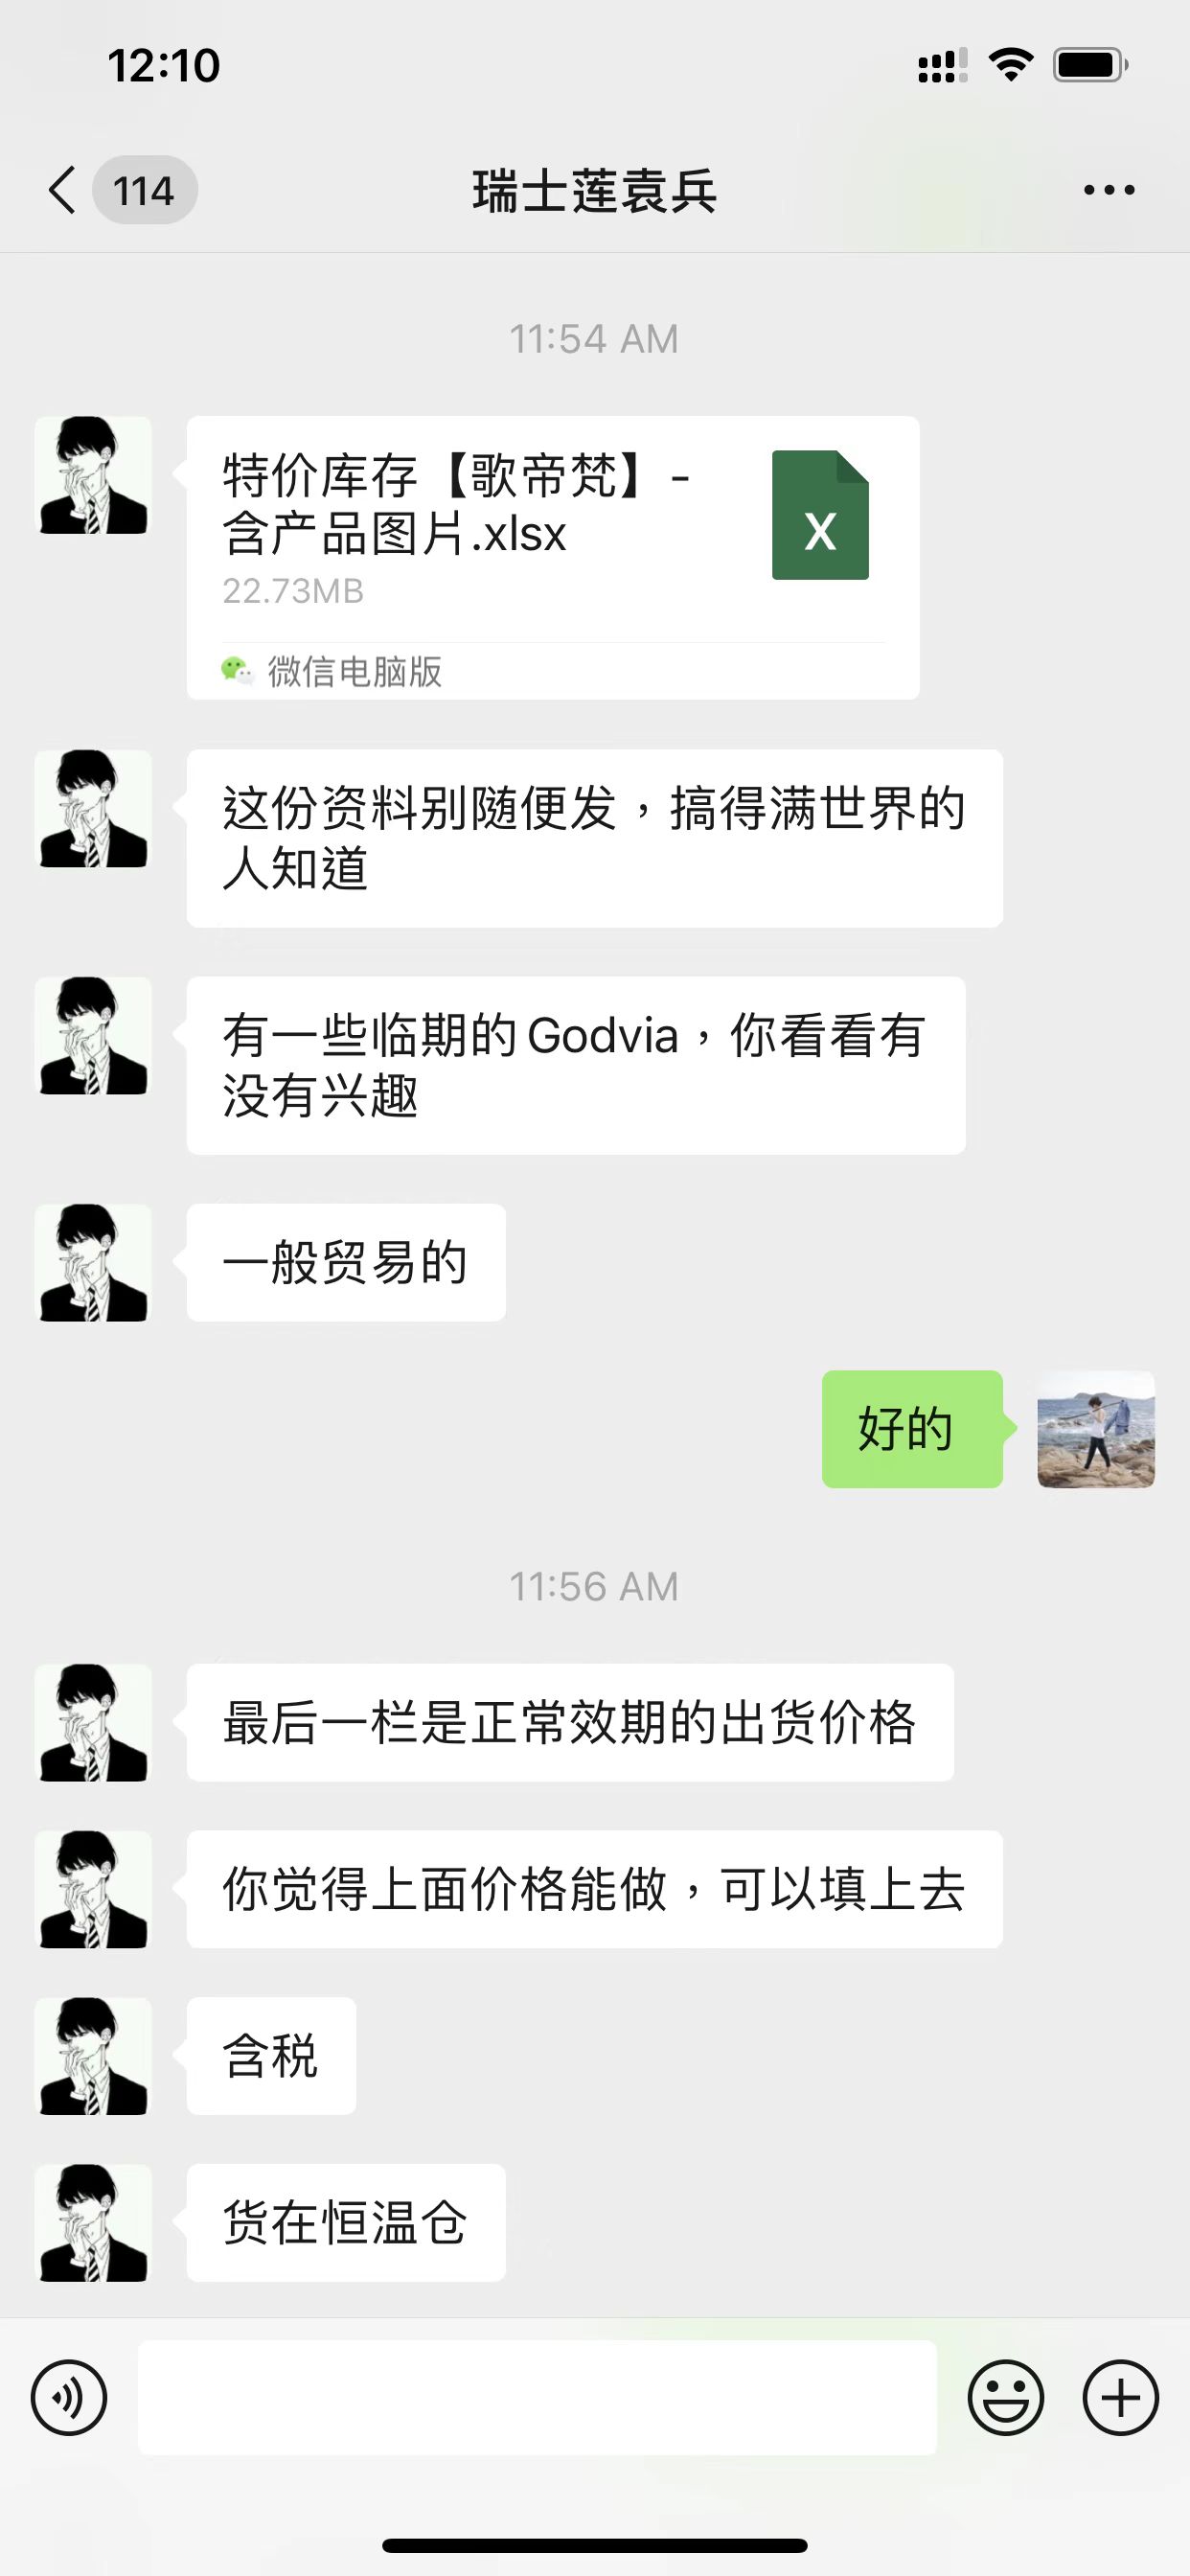 12:10
114
瑞士莲袁兵
11:54 AM
特价库存【歌帝梵】-
含产品图片.xlsx
22.73MB
X
微信电脑版
这份资料别随便发，搞得满世界的
人知道
有一些临期的Godvia，你看看有
没有兴趣
一般贸易的
好的
11:56 AM
最后一栏是正常效期的出货价格
你觉得上面价格能做，可以填上去
含税
货在恒温仓